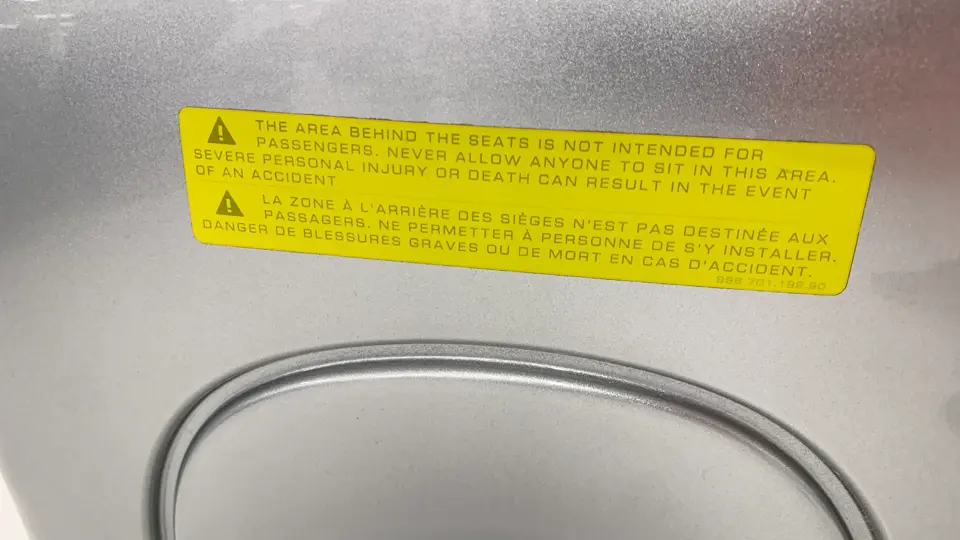 THE AREA BEHIND THE SEATS IS NOT INTENDED FOR
PASSENGERS. NEVER ALLOW ANYONE TO SIT IN THIS AREA.
SEVERE PERSONAL INJURY OR DEATH CAN RESULT IN THE EVENT
OF AN ACCIDENT
LA ZONE À L'ARRIÈRE DES SIÈGES N'EST PAS DESTINÉE AUX
PASSAGERS. NE PERMETTER À PERSONNE DE S'Y INSTALLER.
DANGER DE BLESSURES GRAVES OU DE MORT EN CAS D'ACCIDENT.
996.701.192.90